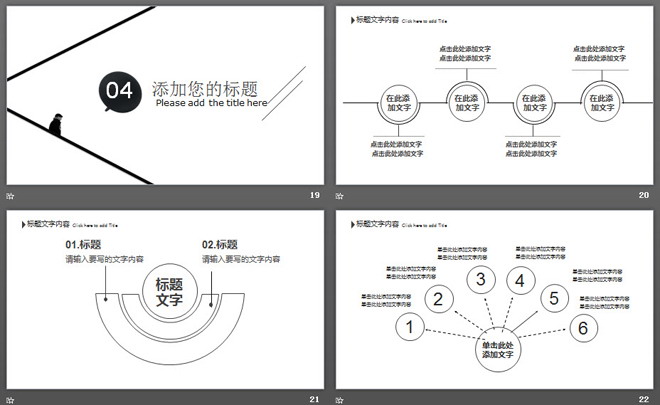 04
添加您的标题
Please add the title here
19
标题文字内容 Click here to add Title
点击此处添加文字
点击此处添加文字
点击此处添加文字
点击此处添加文字
在此添
加文字
在此添
加文字
在此添
加文字
在此添
加文字
点击此处添加文字
点击此处添加文字
点击此处添加文字
点击此处添加文字
20
标题文字内容 Click here to add Title
01.标题
请输入要写的文字内容
02.标题
请输入要写的文字内容
标题
文字
21
标题文字内容 Click here to add Title
单击此处添加文字内容
单击此处添加文字内容
1
单击此处添加文字内容
单击此处添加文字内容
2
单击此处添加文字内容
单击此处添加文字内容
3
单击此处添加文字内容
单击此处添加文字内容
4
单击此处添加文字内容
单击此处添加文字内容
5
单击此处添加文字内容
单击此处添加文字内容
6
单击此处
添加文字
22